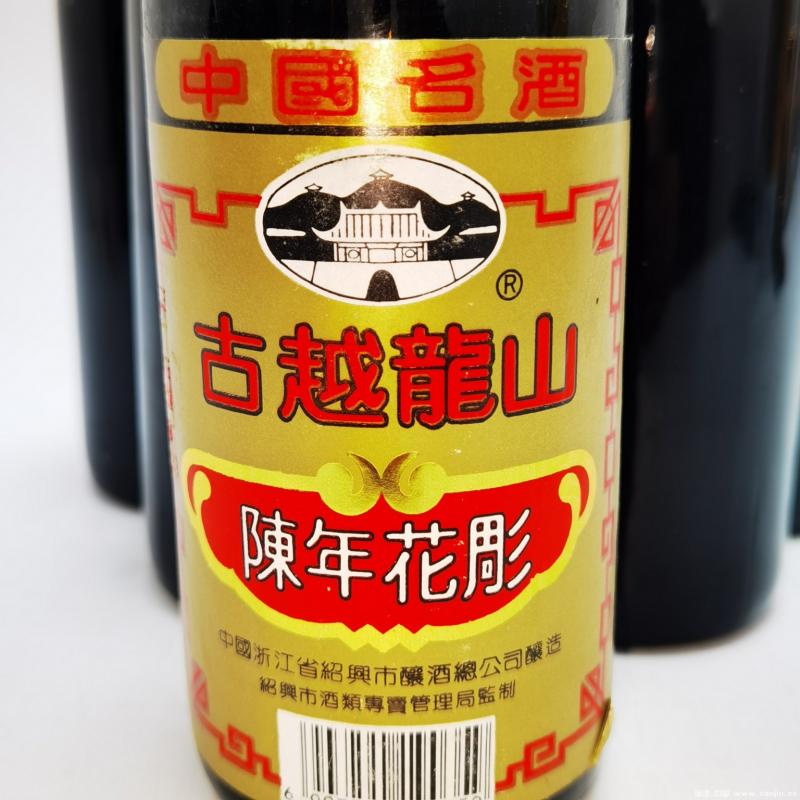 中國名酒
®
古越龍山
陳年花彫
中國浙江省紹興市釀酒總公司釀造
紹興市酒類專賣管理局監制